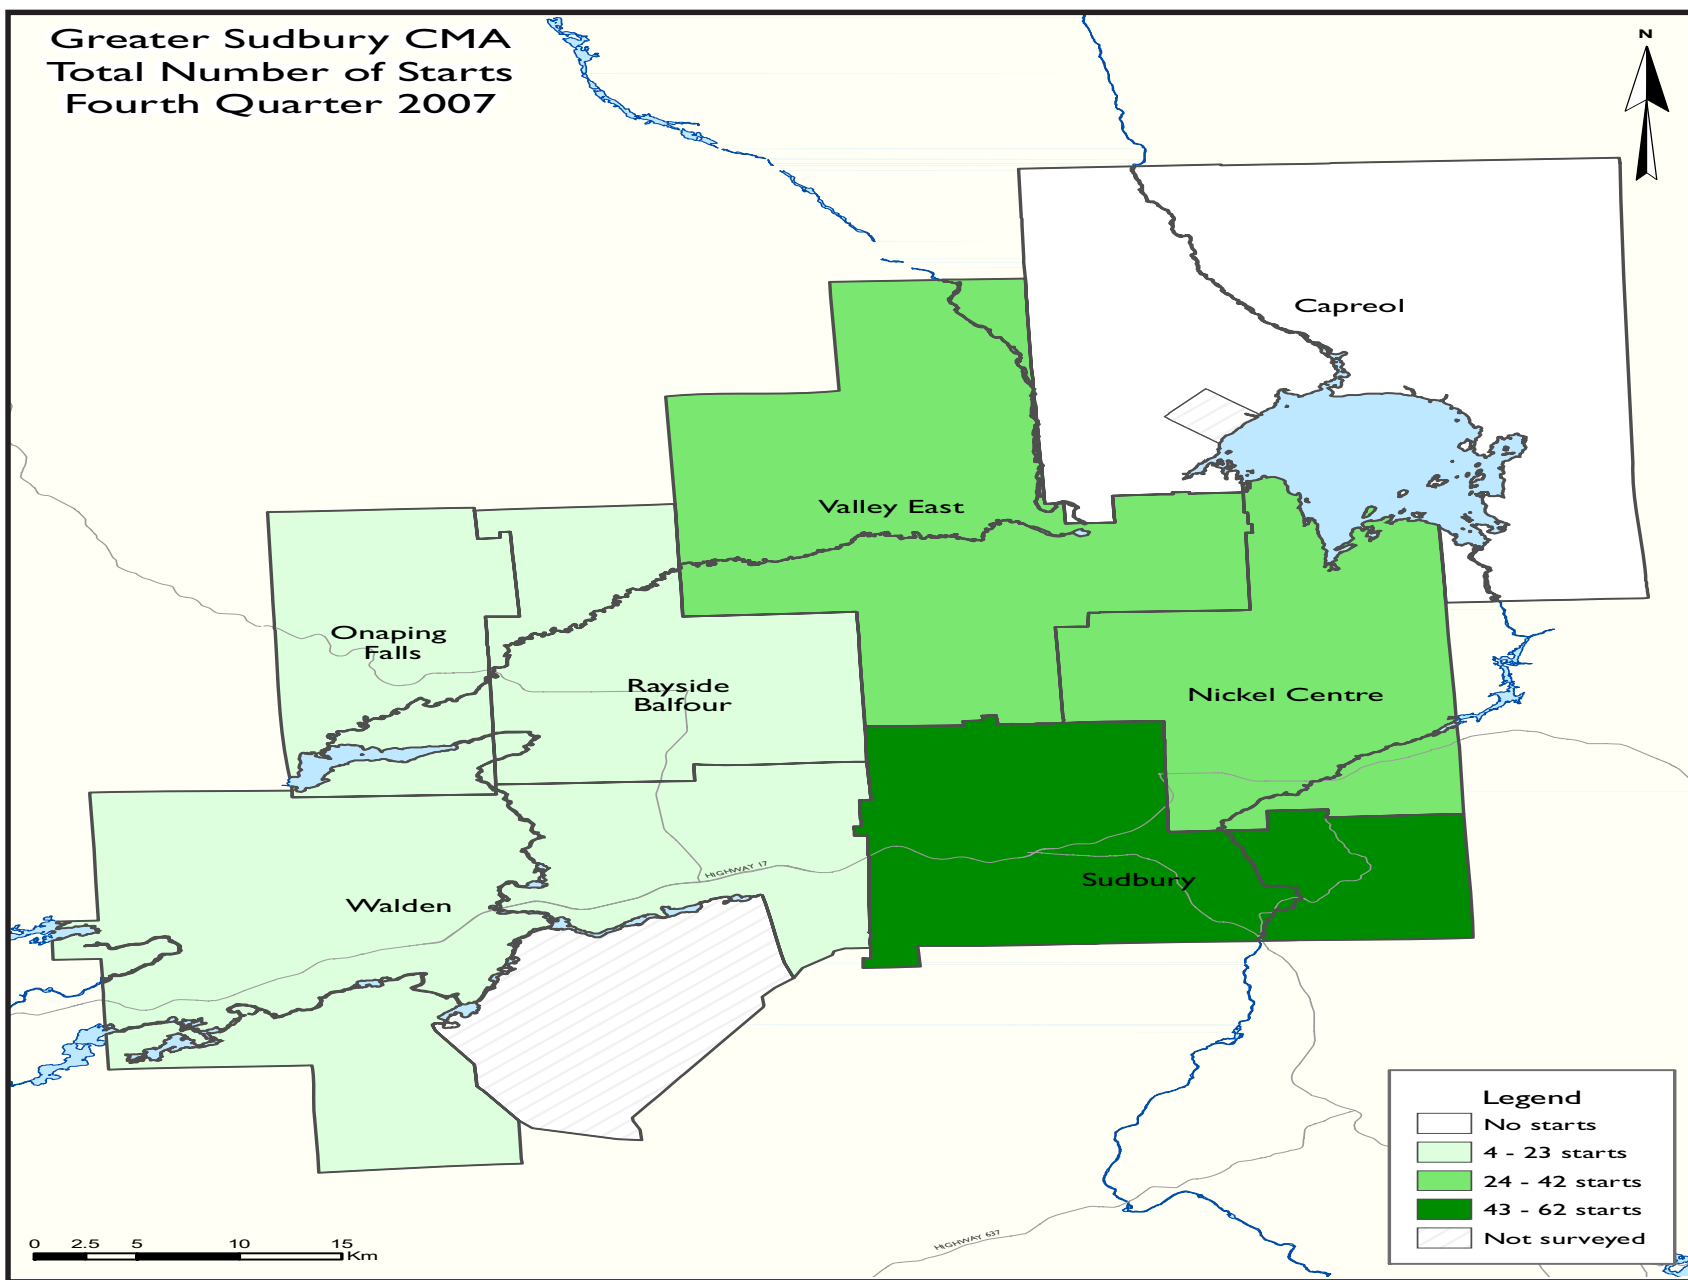 Greater Sudbury CMA
Total Number of Starts
Fourth Quarter 2007
N
Capreol
Valley East
Onaping
Falls
Rayside
Balfour
Nickel Centre
HIGHWAY 17
Sudbury
Walden
Legend
No starts
4 - 23 starts
24 - 42 starts
43 - 62 starts
Not surveyed
HIGHWAY 637
0 2.5 5 10 15
Km